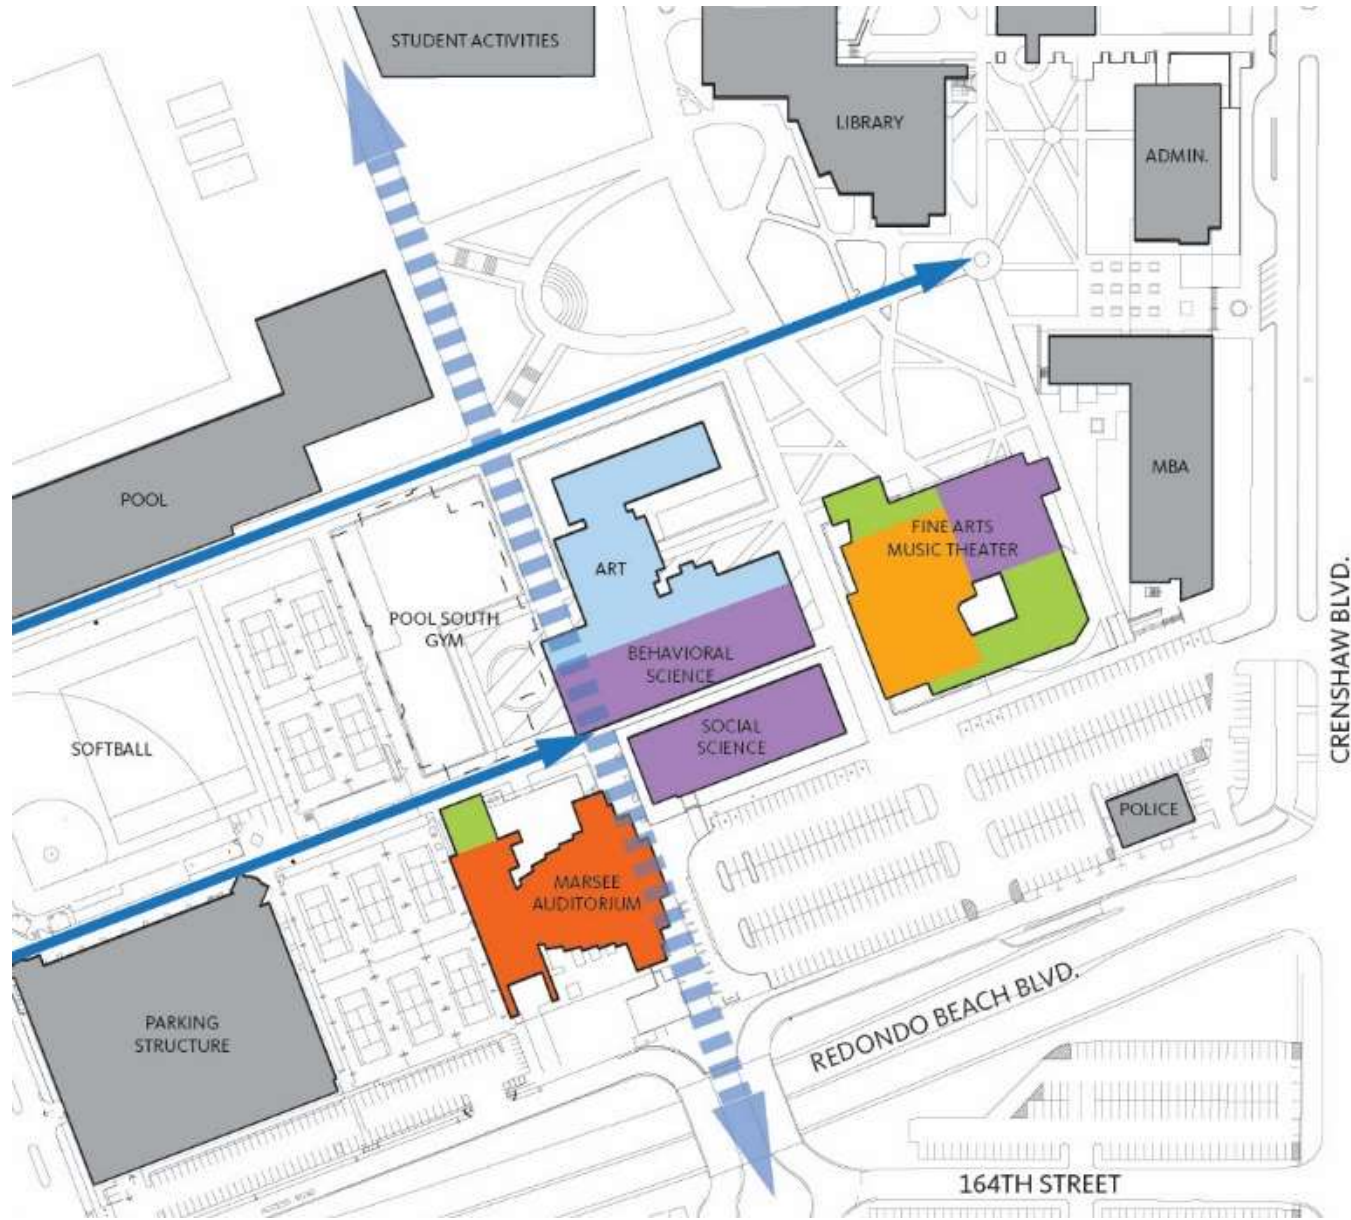 STUDENT ACTIVITIES
LIBRARY
ADMIN.
POOL
MBA
FINE ARTS
MUSIC THEATER
ART
POOL SOUTH
GYM
BEHAVIORAL
SCIENCE
SOCIAL
SCIENCE
SOFTBALL
CRENSHAW BLVD.
POLICE
MARSEE
AUDITORIUM
PARKING
STRUCTURE
REDONDO BEACH BLVD.
164TH STREET